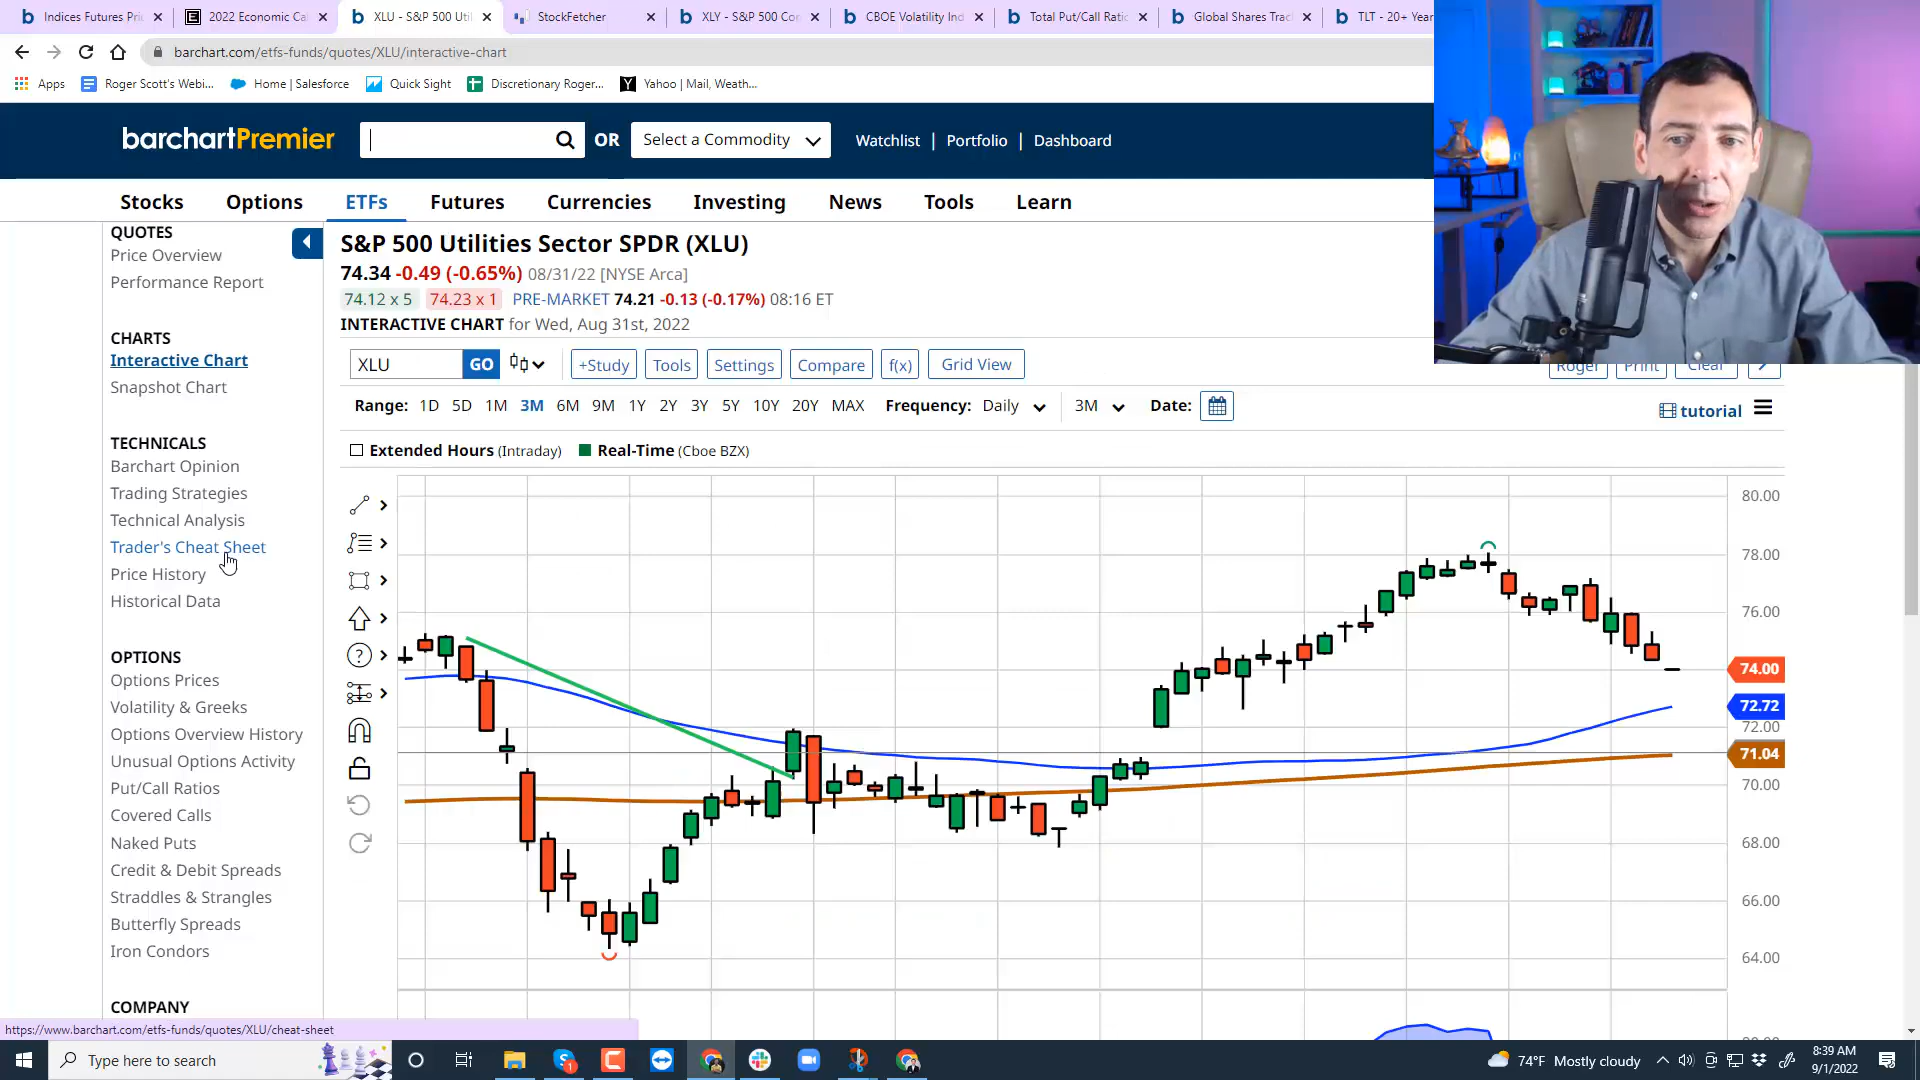 Indices Futures Pri
2022 Economic Ca
XLU - S&P 500 Uti
StockFetcher
XLY - S&P 500 Co
CBOE Volatility Ind
Total Put/Call Rati
Global Shares Trac
TLT - 20+ Year
barchart.com/etfs-funds/quotes/XLU/interactive-chart
Apps
Roger Scott's Webi...
Home | Salesforce
Quick Sight
Discretionary Roger...
Yahoo | Mail, Weath...
barchartPremier
OR
Select a Commodity
Watchlist | Portfolio | Dashboard
Stocks Options ETFs Futures Currencies Investing News Tools Learn
QUOTES
Price Overview
Performance Report
CHARTS
Interactive Chart
Snapshot Chart
TECHNICALS
Barchart Opinion
Trading Strategies
Technical Analysis
Trader's Cheat Sheet
Price History
Historical Data
OPTIONS
Options Prices
Volatility & Greeks
Options Overview History
Unusual Options Activity
Put/Call Ratios
Covered Calls
Naked Puts
Credit & Debit Spreads
Straddles & Strangles
Butterfly Spreads
Iron Condors
COMPANY
S&P 500 Utilities Sector SPDR (XLU)
74.34 -0.49 (-0.65%) 08/31/22 [NYSE Arca]
74.12 x 5 74.23 x 1 PRE-MARKET 74.21 -0.13 (-0.17%) 08:16 ET
INTERACTIVE CHART for Wed, Aug 31st, 2022
XLU GO +Study Tools Settings Compare f(x) Grid View Roger Print Clear
Range: 1D 5D 1M 3M 6M 9M 1Y 2Y 3Y 5Y 10Y 20Y MAX Frequency: Daily 3M Date:
tutorial
Extended Hours (Intraday) Real-Time (Cboe BZX)
80.00
78.00
76.00
74.00
72.72
72.00
71.04
70.00
68.00
66.00
64.00
https://www.barchart.com/etfs-funds/quotes/XLU/cheat-sheet
Type here to search
74°F Mostly cloudy
8:39 AM
9/1/2022